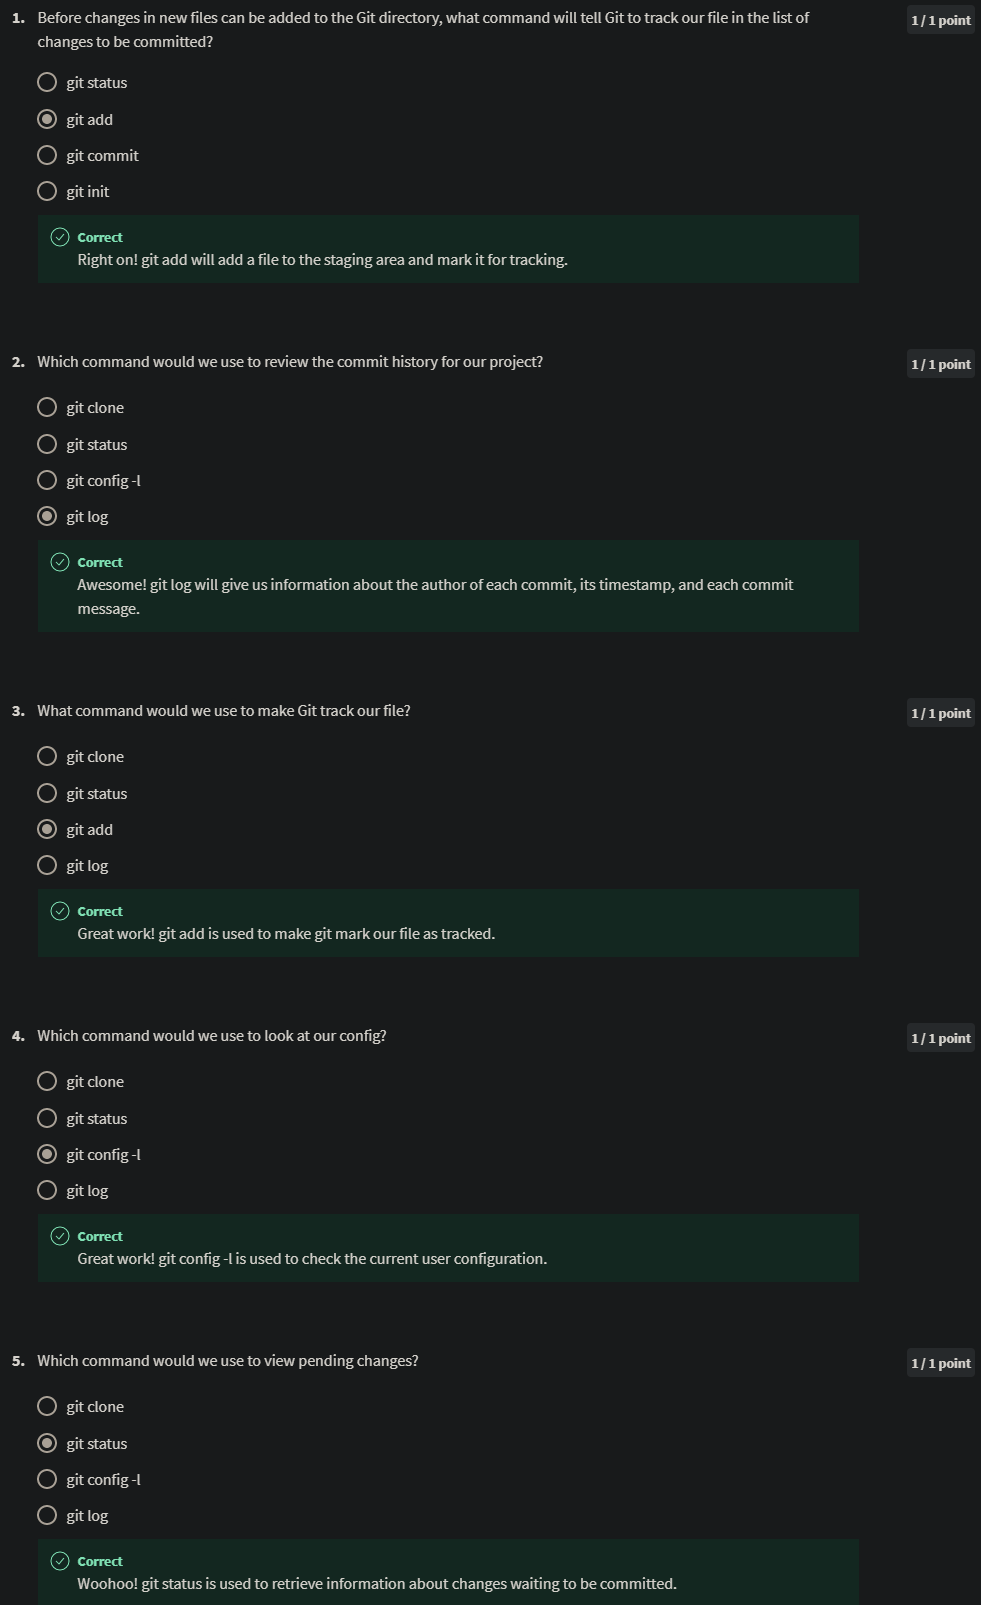 1. Before changes in new files can be added to the Git directory, what command will tell Git to track our file in the list of
changes to be committed?
1 / 1 point
git status
git add
git commit
git init
Correct
Right on! git add will add a file to the staging area and mark it for tracking.
2. Which command would we use to review the commit history for our project?
1 / 1 point
git clone
git status
git config -l
git log
Correct
Awesome! git log will give us information about the author of each commit, its timestamp, and each commit
message.
3. What command would we use to make Git track our file?
1 / 1 point
git clone
git status
git add
git log
Correct
Great work! git add is used to make git mark our file as tracked.
4. Which command would we use to look at our config?
1 / 1 point
git clone
git status
git config -l
git log
Correct
Great work! git config -l is used to check the current user configuration.
5. Which command would we use to view pending changes?
1 / 1 point
git clone
git status
git config -l
git log
Correct
Woohoo! git status is used to retrieve information about changes waiting to be committed.